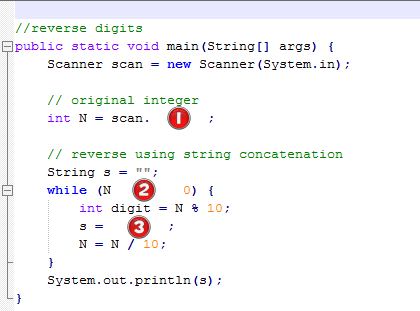 //reverse digits
public static void main(String[] args) {
Scanner scan = new Scanner(System.in);
// original integer
int N = scan. 1 ;
// reverse using string concatenation
String s = "";
while (N 2 0) {
int digit = N % 10;
s = 3 ;
N = N / 10;
}
System.out.println(s);
}